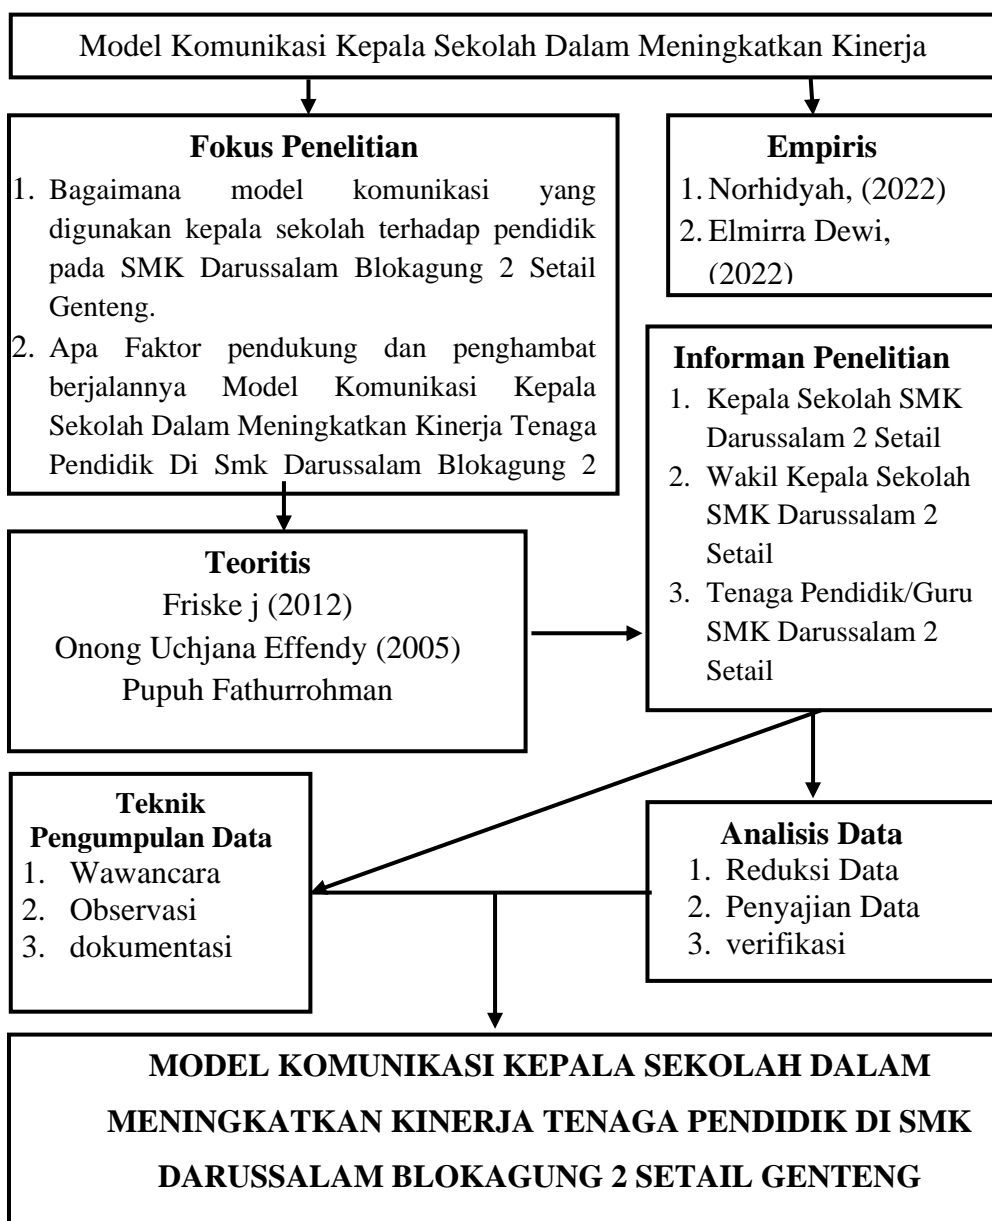 Model Komunikasi Kepala Sekolah Dalam Meningkatkan Kinerja
Fokus Penelitian
1. Bagaimana model komunikasi yang
digunakan kepala sekolah terhadap pendidik
pada SMK Darussalam Blokagung 2 Setail
Genteng.
2. Apa Faktor pendukung dan penghambat
berjalannya Model Komunikasi Kepala
Sekolah Dalam Meningkatkan Kinerja Tenaga
Pendidik Di Smk Darussalam Blokagung 2
Empiris
1. Norhidyah, (2022)
2. Elmirra Dewi,
(2022)
Teoritis
Friske j (2012)
Onong Uchjana Effendy (2005)
Pupuh Fathurrohman
Informan Penelitian
1. Kepala Sekolah SMK
Darussalam 2 Setail
2. Wakil Kepala Sekolah
SMK Darussalam 2
Setail
3. Tenaga Pendidik/Guru
SMK Darussalam 2
Setail
Teknik
Pengumpulan Data
1. Wawancara
2. Observasi
3. dokumentasi
Analisis Data
1. Reduksi Data
2. Penyajian Data
3. verifikasi
MODEL KOMUNIKASI KEPALA SEKOLAH DALAM
MENINGKATKAN KINERJA TENAGA PENDIDIK DI SMK
DARUSSALAM BLOKAGUNG 2 SETAIL GENTENG